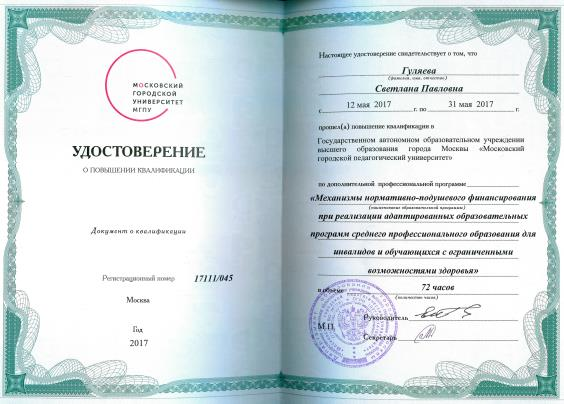 МОСКОВСКИЙ
ГОРОДСКОЙ
УНИВЕРСИТЕТ
МГПУ
УДОСТОВЕРЕНИЕ
О ПОВЫШЕНИИ КВАЛИФИКАЦИИ
Документ о квалификации
Регистрационный номер 17111/045
Москва
Год
2017
Настоящее удостоверение свидетельствует о том, что
Гуляева
(фамилия, имя, отчество)
Светлана Павловна
с 12 мая 2017 г. по 31 мая 2017 г.
прошел(а) повышение квалификации в
Государственном автономном образовательном учреждении
высшего образования города Москвы «Московский
городской педагогический университет»
по дополнительной профессиональной программе
«Механизмы нормативно-подушевого финансирования
(наименование образовательной программы)
при реализации адаптированных образовательных
программ среднего профессионального образования для
инвалидов и обучающихся с ограниченными
возможностями здоровья»
в объёме 72 часов
(количество часов)
М.П. Руководитель
Секретарь